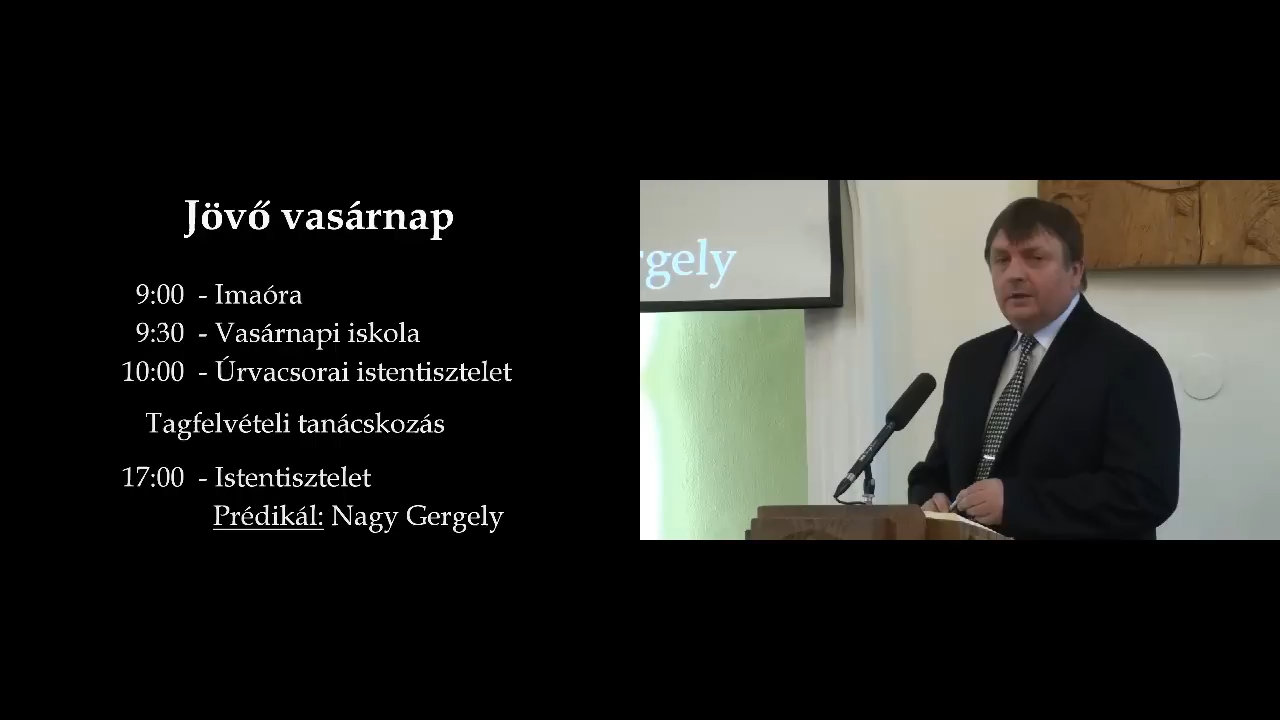 Jövő vasárnap
9:00 - Imaóra
9:30 - Vasárnapi iskola
10:00 - Úrvacsorai istentisztelet
Tagfelvételi tanácskozás
17:00 - Istentisztelet
Prédikál: Nagy Gergely
gely